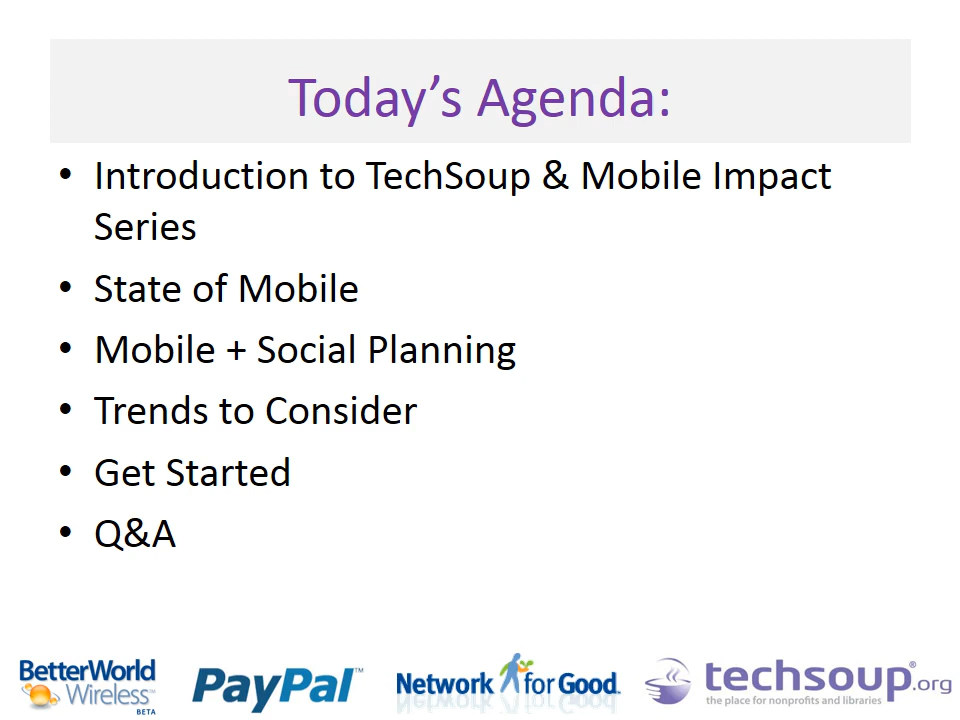 Today’s Agenda:
• Introduction to TechSoup & Mobile Impact
Series
• State of Mobile
• Mobile + Social Planning
• Trends to Consider
• Get Started
• Q&A
BetterWorld
Wireless™
BETA
PayPal™
Network for Good®
techsoup®.org
the place for nonprofits and libraries